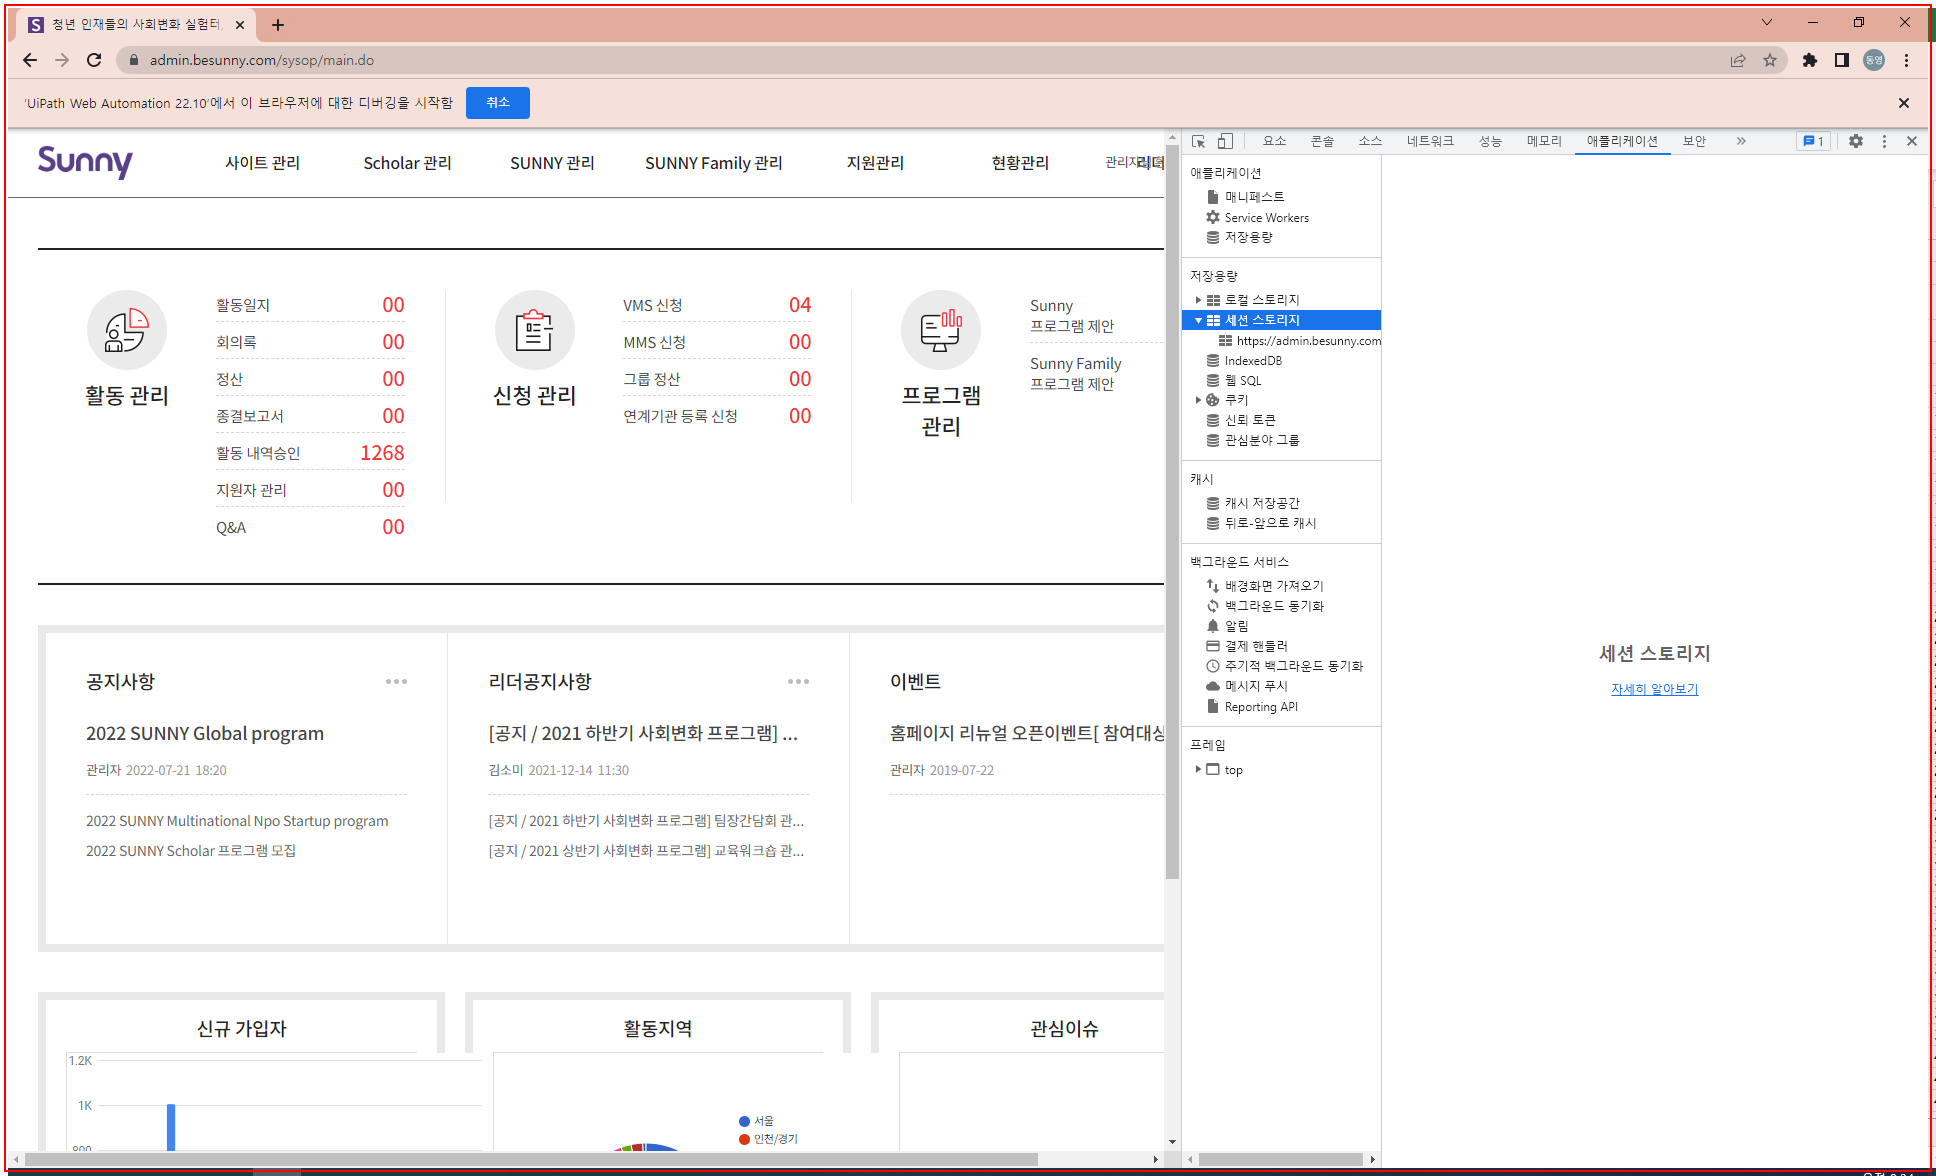 청년 인재들의 사회변화 실험터,
admin.besunny.com/sysop/main.do
동영
'UiPath Web Automation 22.10'에서 이 브라우저에 대한 디버깅을 시작함
취소
Sunny
사이트 관리
Scholar 관리
SUNNY 관리
SUNNY Family 관리
지원관리
현황관리
활동 관리
활동일지 00
회의록 00
정산 00
종결보고서 00
활동 내역승인 1268
지원자 관리 00
Q&A 00
신청 관리
VMS 신청 04
MMS 신청 00
그룹 정산 00
연계기관 등록 신청 00
프로그램
관리
Sunny
프로그램 제안
Sunny Family
프로그램 제안
공지사항
2022 SUNNY Global program
관리자 2022-07-21 18:20
2022 SUNNY Multinational Npo Startup program
2022 SUNNY Scholar 프로그램 모집
리더공지사항
[공지 / 2021 하반기 사회변화 프로그램] ...
김소미 2021-12-14 11:30
[공지 / 2021 하반기 사회변화 프로그램] 팀장간담회 관...
[공지 / 2021 상반기 사회변화 프로그램] 교육워크숍 관...
이벤트
홈페이지 리뉴얼 오픈이벤트[ 참여대상
관리자 2019-07-22
신규 가입자
1.2K
1K
800
활동지역
서울
인천/경기
관심이슈
요소
콘솔
소스
네트워크
성능
메모리
애플리케이션
보안
1
애플리케이션
매니페스트
Service Workers
저장용량
저장용량
로컬 스토리지
세션 스토리지
https://admin.besunny.com
IndexedDB
웹 SQL
쿠키
신뢰 토큰
관심분야 그룹
캐시
캐시 저장공간
뒤로-앞으로 캐시
백그라운드 서비스
배경화면 가져오기
백그라운드 동기화
알림
결제 핸들러
주기적 백그라운드 동기화
메시지 푸시
Reporting API
프레임
top
세션 스토리지
자세히 알아보기